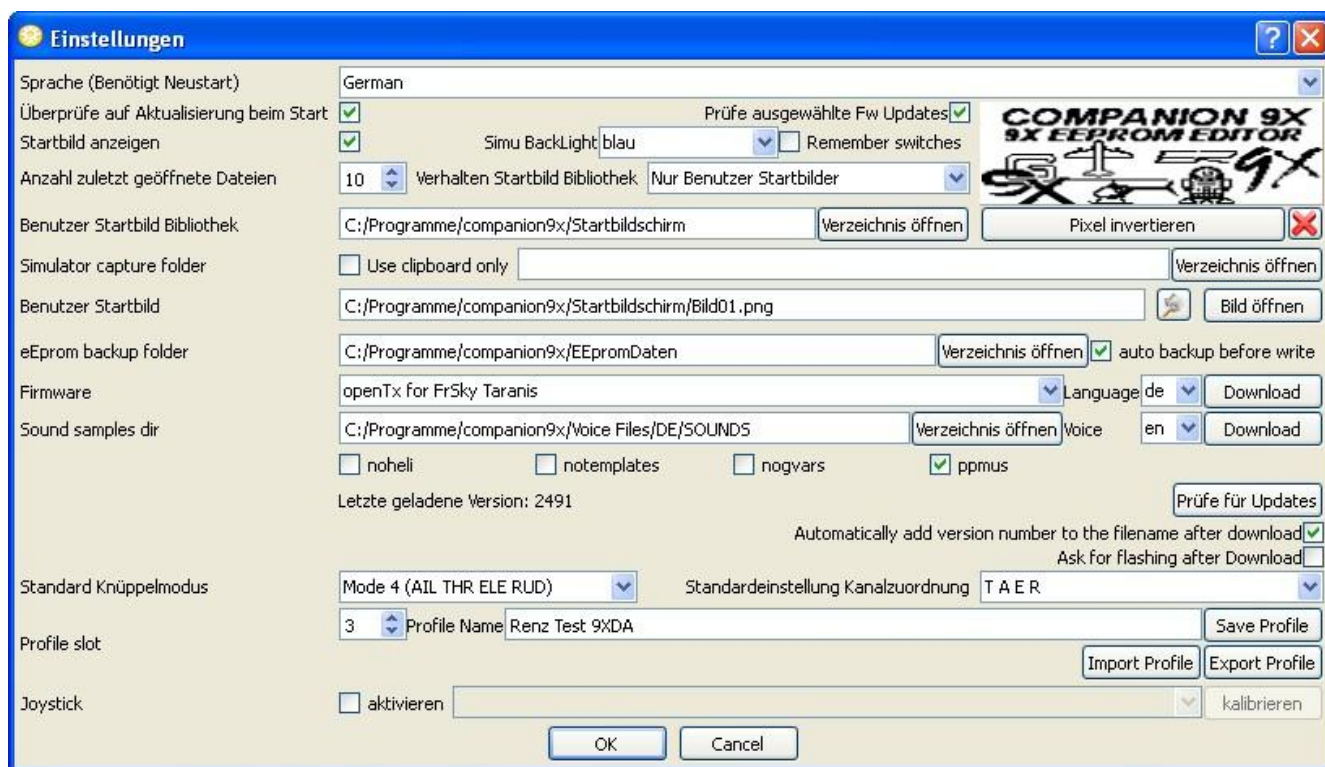 Einstellungen
Sprache (Benötigt Neustart) German
Überprüfe auf Aktualisierung beim Start Prüfe ausgewählte Fw Updates
COMPANION 9X
9X EEPROM EDITOR
9X 9X
Startbild anzeigen Simu BackLight blau Remember switches
Anzahl zuletzt geöffnete Dateien 10 Verhalten Startbild Bibliothek Nur Benutzer Startbilder
Benutzer Startbild Bibliothek C:/Programme/companion9x/Startbildschirm Verzeichnis öffnen Pixel invertieren
Simulator capture folder Use clipboard only Verzeichnis öffnen
Benutzer Startbild C:/Programme/companion9x/Startbildschirm/Bild01.png Bild öffnen
eEprom backup folder C:/Programme/companion9x/EEpromDaten Verzeichnis öffnen auto backup before write
Firmware openTx for FrSky Taranis Language de Download
Sound samples dir C:/Programme/companion9x/Voice Files/DE/SOUNDS Verzeichnis öffnen Voice en Download
noheli notemplates nogvars ppmus
Letzte geladene Version: 2491 Prüfe für Updates
Automatically add version number to the filename after download
Ask for flashing after Download
Standard Knüppelmodus Mode 4 (AIL THR ELE RUD) Standardeinstellung Kanalzuordnung T A E R
Profile slot 3 Profile Name Renz Test 9XDA Save Profile
Import Profile Export Profile
Joystick aktivieren kalibrieren
OK Cancel